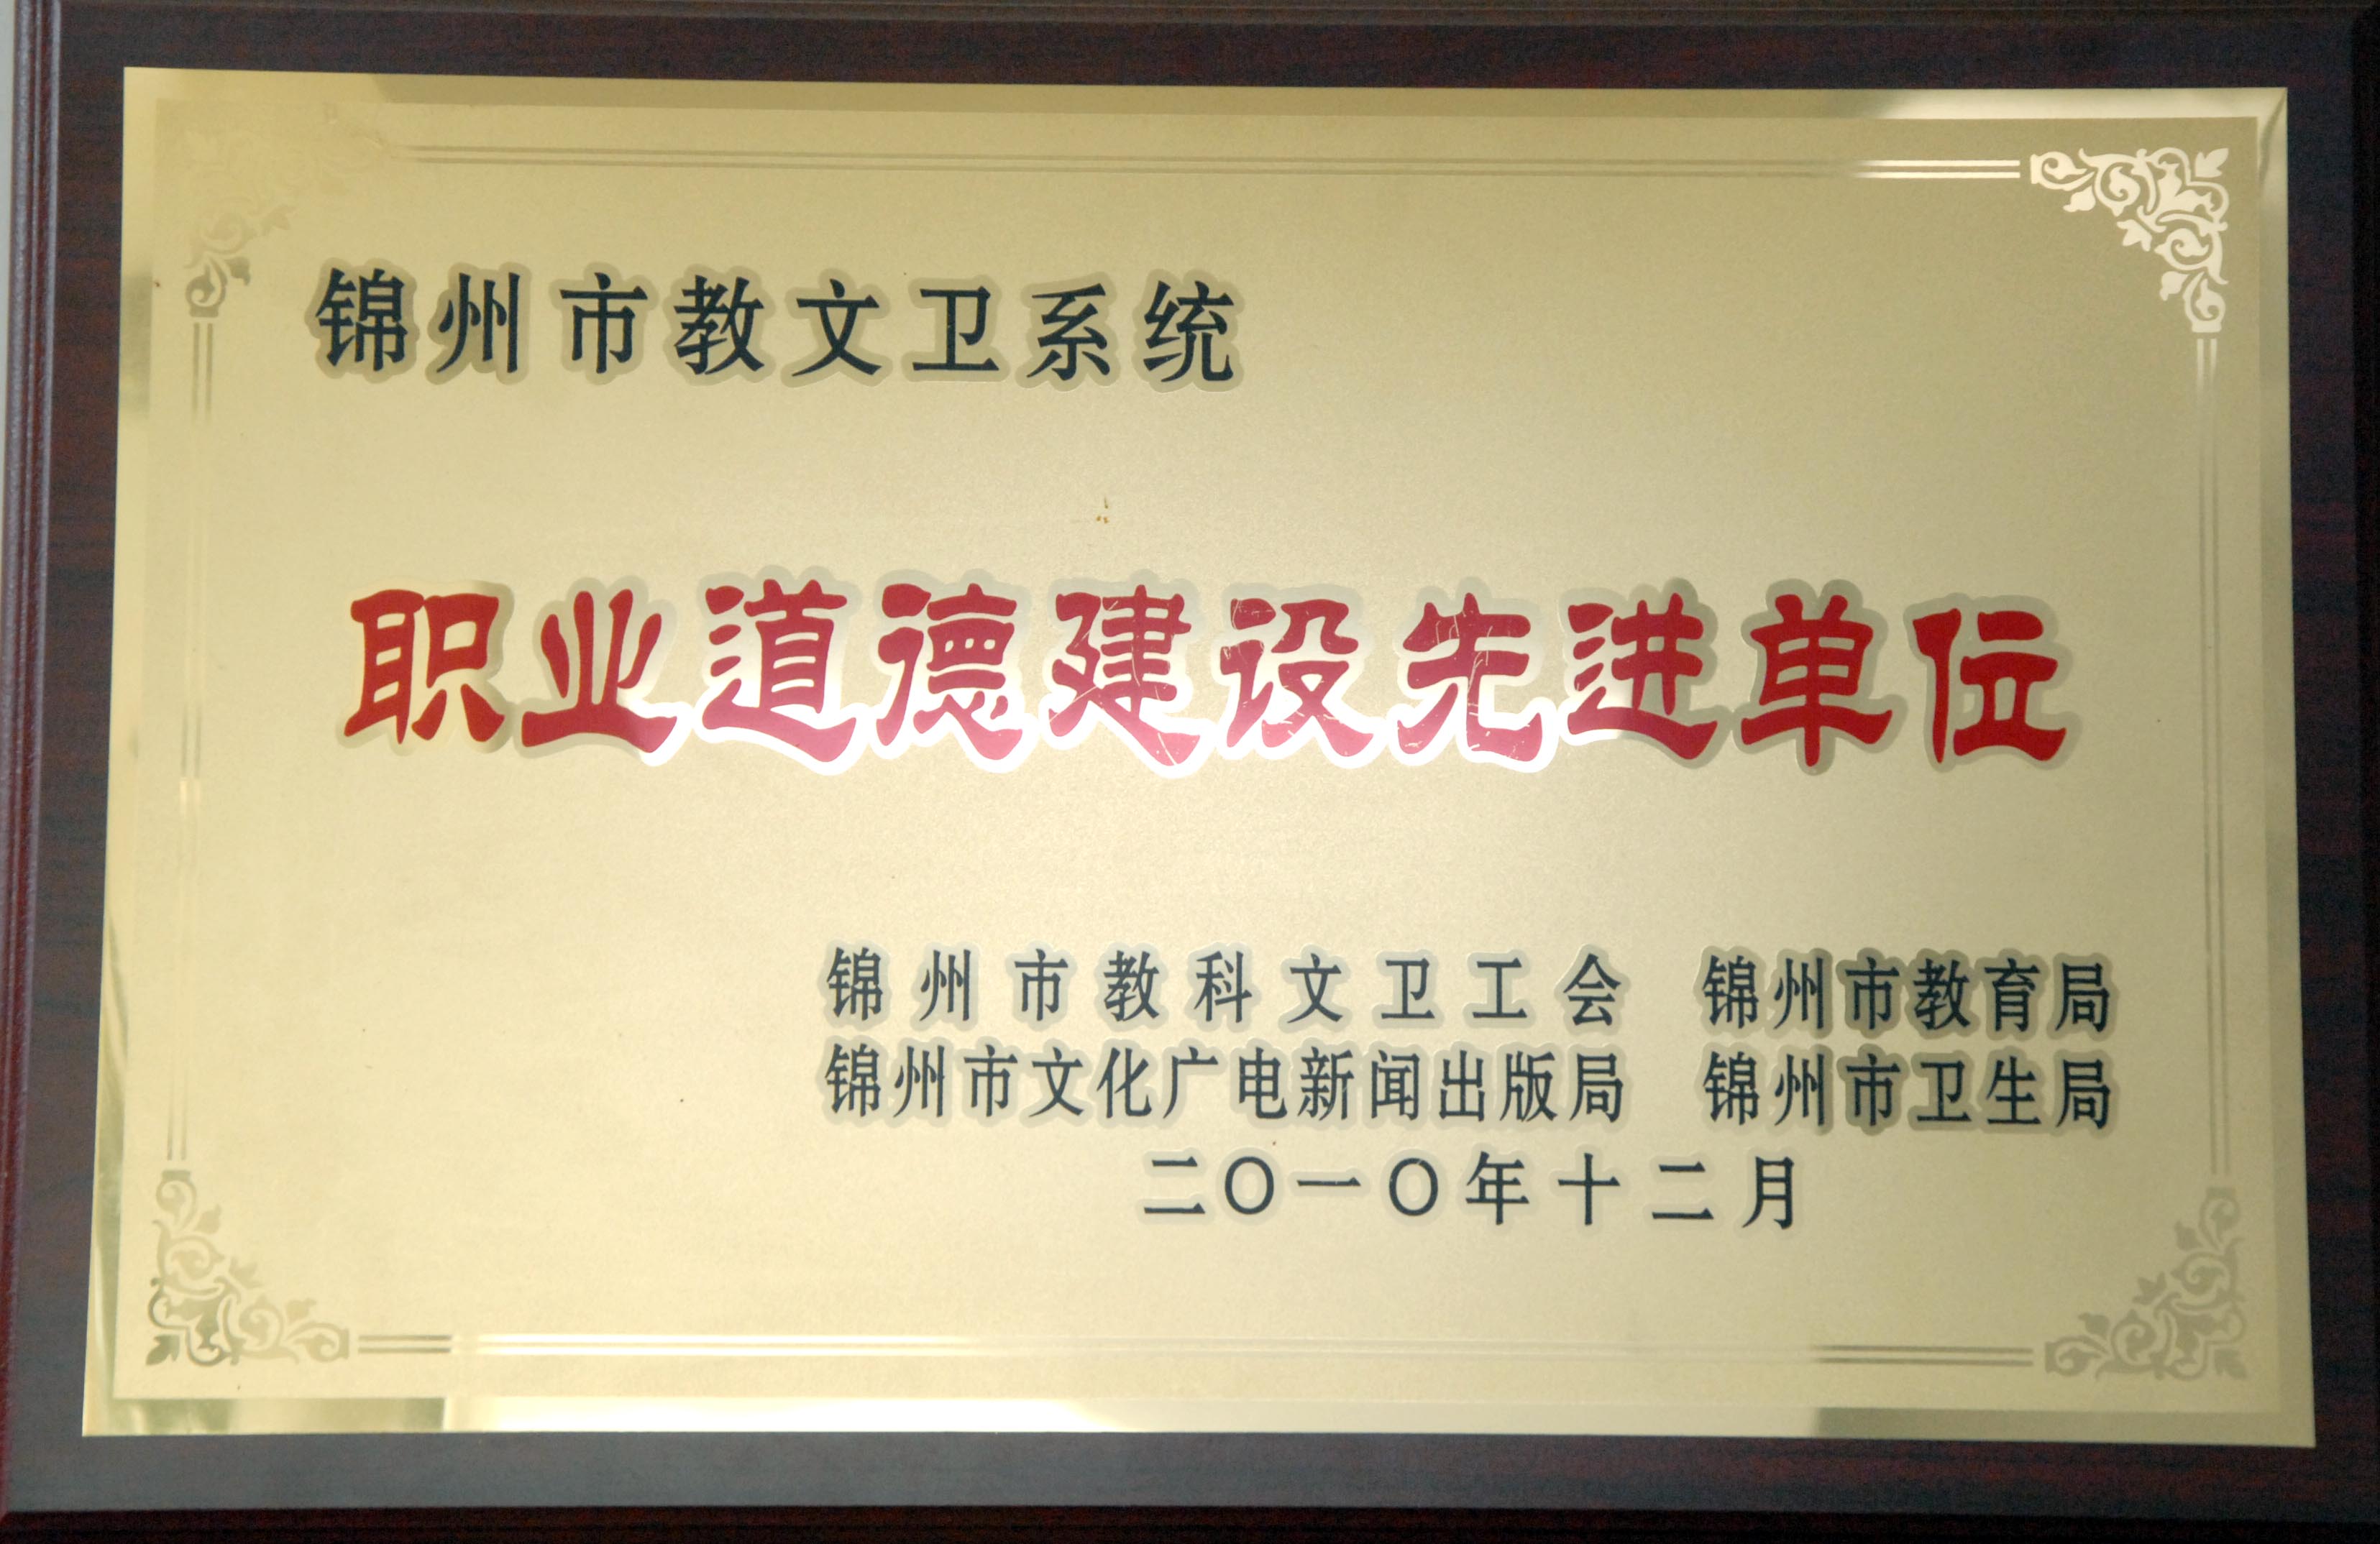 锦州市教文卫系统
职业道德建设先进单位
锦州市教科文卫工会 锦州市教育局
锦州市文化广电新闻出版局 锦州市卫生局
二〇一〇年十二月